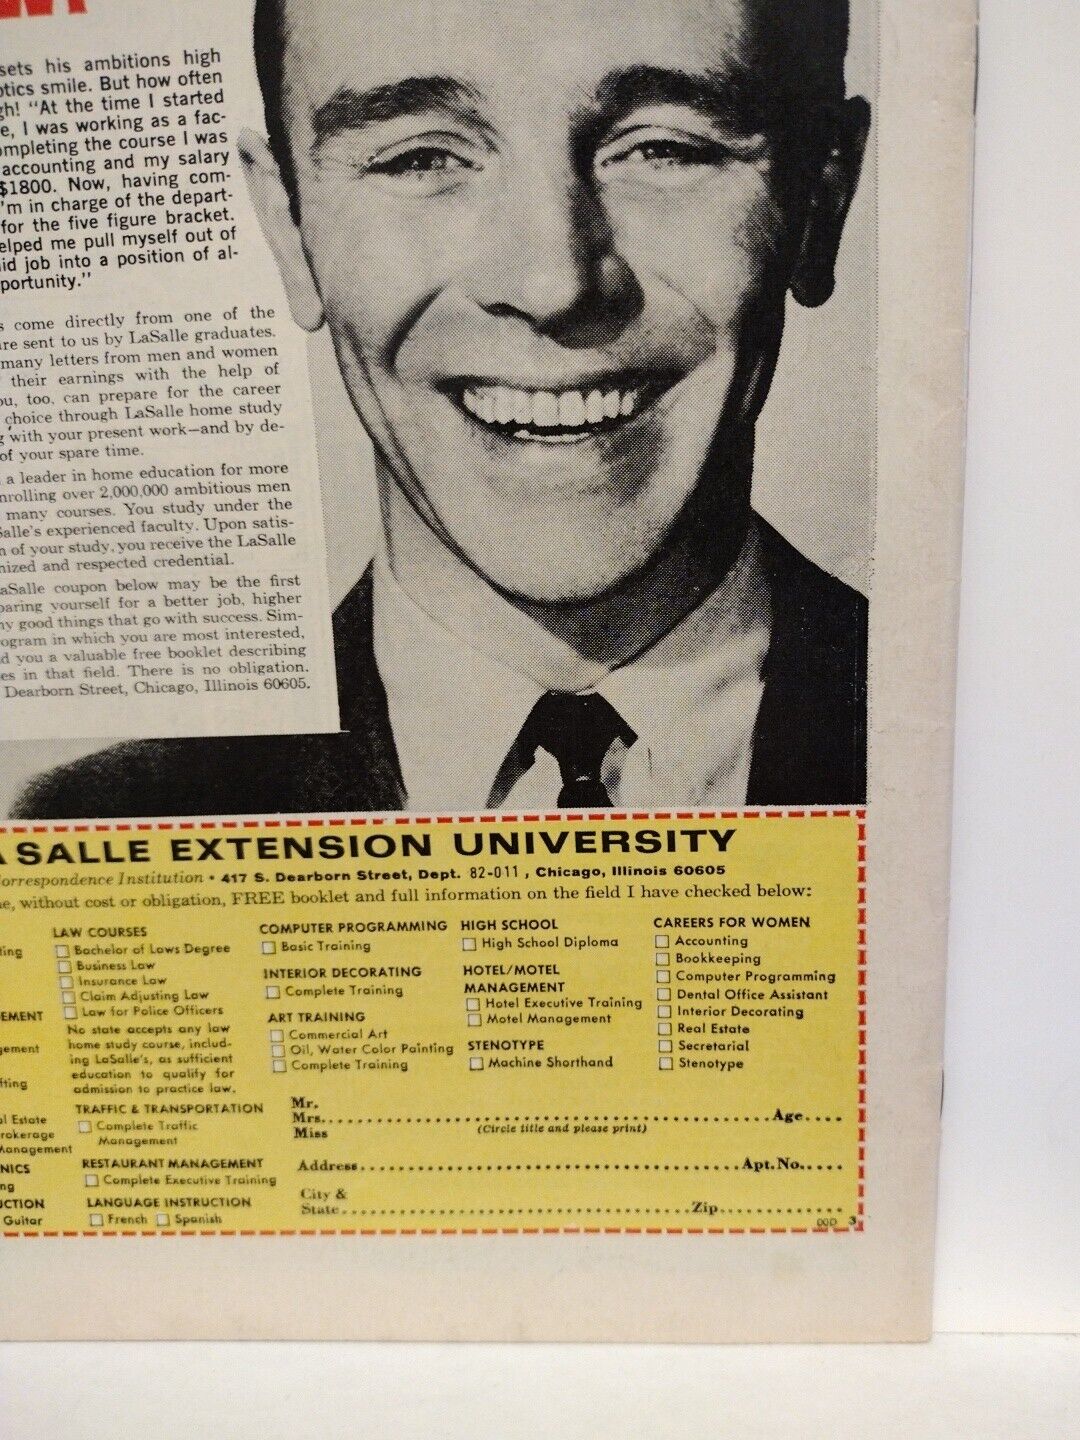 sets his ambitions high
smile. But how often
"At the time I started
I was working as a fac-
completing the course I was
accounting and my salary
$1800. Now, having com-
I'm in charge of the depart-
for the five figure bracket.
helped me pull myself out of
job into a position of al-
opportunity."
come directly from one of the
are sent to us by LaSalle graduates.
many letters from men and women
their earnings with the help of
you, too, can prepare for the career
choice through LaSalle home study
with your present work—and by de-
of your spare time.
a leader in home education for more
enrolling over 2,000,000 ambitious men
many courses. You study under the
LaSalle's experienced faculty. Upon satis-
of your study, you receive the LaSalle
and respected credential.
LaSalle coupon below may be the first
preparing yourself for a better job, higher
good things that go with success. Sim-
program in which you are most interested,
you a valuable free booklet describing
in that field. There is no obligation.
Dearborn Street, Chicago, Illinois 60605.
LA SALLE EXTENSION UNIVERSITY
Correspondence Institution • 417 S. Dearborn Street, Dept. 82-011, Chicago, Illinois 60605
without cost or obligation, FREE booklet and full information on the field I have checked below:
LAW COURSES
Bachelor of Laws Degree
Business Law
Insurance Law
Claim Adjusting Law
Law for Police Officers
No state accepts any law
home study course, includ-
ing LaSalle's, as sufficient
education to qualify for
admission to practice law.
TRAFFIC & TRANSPORTATION
Complete Traffic
Management
RESTAURANT MANAGEMENT
Complete Executive Training
LANGUAGE INSTRUCTION
French Spanish
Real Estate
Brokerage
Management
Guitar
COMPUTER PROGRAMMING
Basic Training
INTERIOR DECORATING
Complete Training
ART TRAINING
Commercial Art
Oil, Water Color Painting
Complete Training
HIGH SCHOOL
High School Diploma
HOTEL/MOTEL
MANAGEMENT
Hotel Executive Training
Motel Management
STENOTYPE
Machine Shorthand
CAREERS FOR WOMEN
Accounting
Bookkeeping
Computer Programming
Dental Office Assistant
Interior Decorating
Real Estate
Secretarial
Stenotype
Mr.
Mrs. Age
Miss (Circle title and please print)
Address Apt. No.
City &
State Zip
00D 3